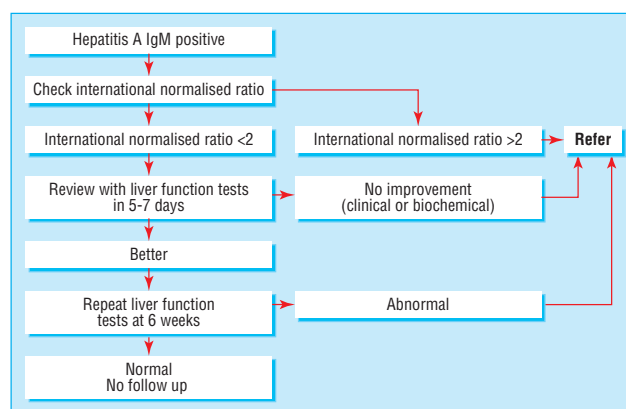 Hepatitis A IgM positive
Check international normalised ratio
International normalised ratio <2
International normalised ratio >2
Refer
Review with liver function tests
in 5-7 days
No improvement
(clinical or biochemical)
Better
Repeat liver function
tests at 6 weeks
Abnormal
Normal
No follow up